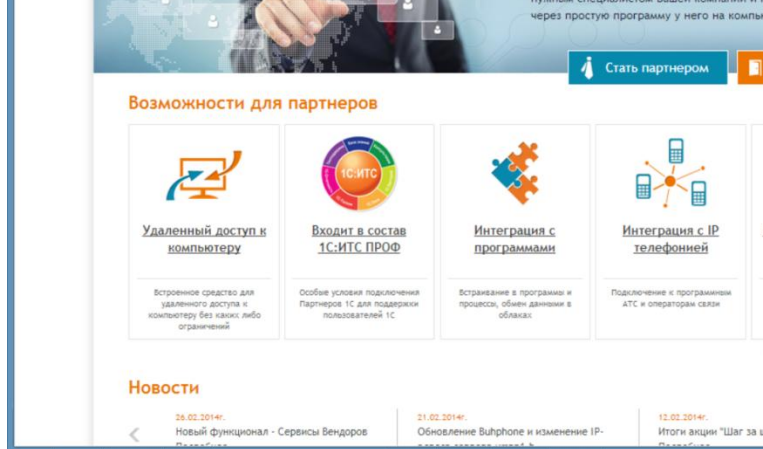 через простую программу у него на
Стать партнером
Возможности для партнеров
1С:ИТС
Удаленный доступ к
компьютеру
Встроенное средство для
удаленного доступа к
компьютеру без каких либо
ограничений
Входит в состав
1С:ИТС ПРОФ
Особые условия подключения
Партнеров 1С для поддержки
пользователей 1С
Интеграция с
программами
Встраивание в программы и
процессы, обмен данными в
облаках
Интеграция с IP
телефонией
Подключение к программным
АТС и операторам связи
Новости
26.02.2014г.
Новый функционал - Сервисы Вендоров
21.02.2014г.
Обновление Buhphone и изменение IP-
12.02.2014г.
Итоги акции "Шаг за